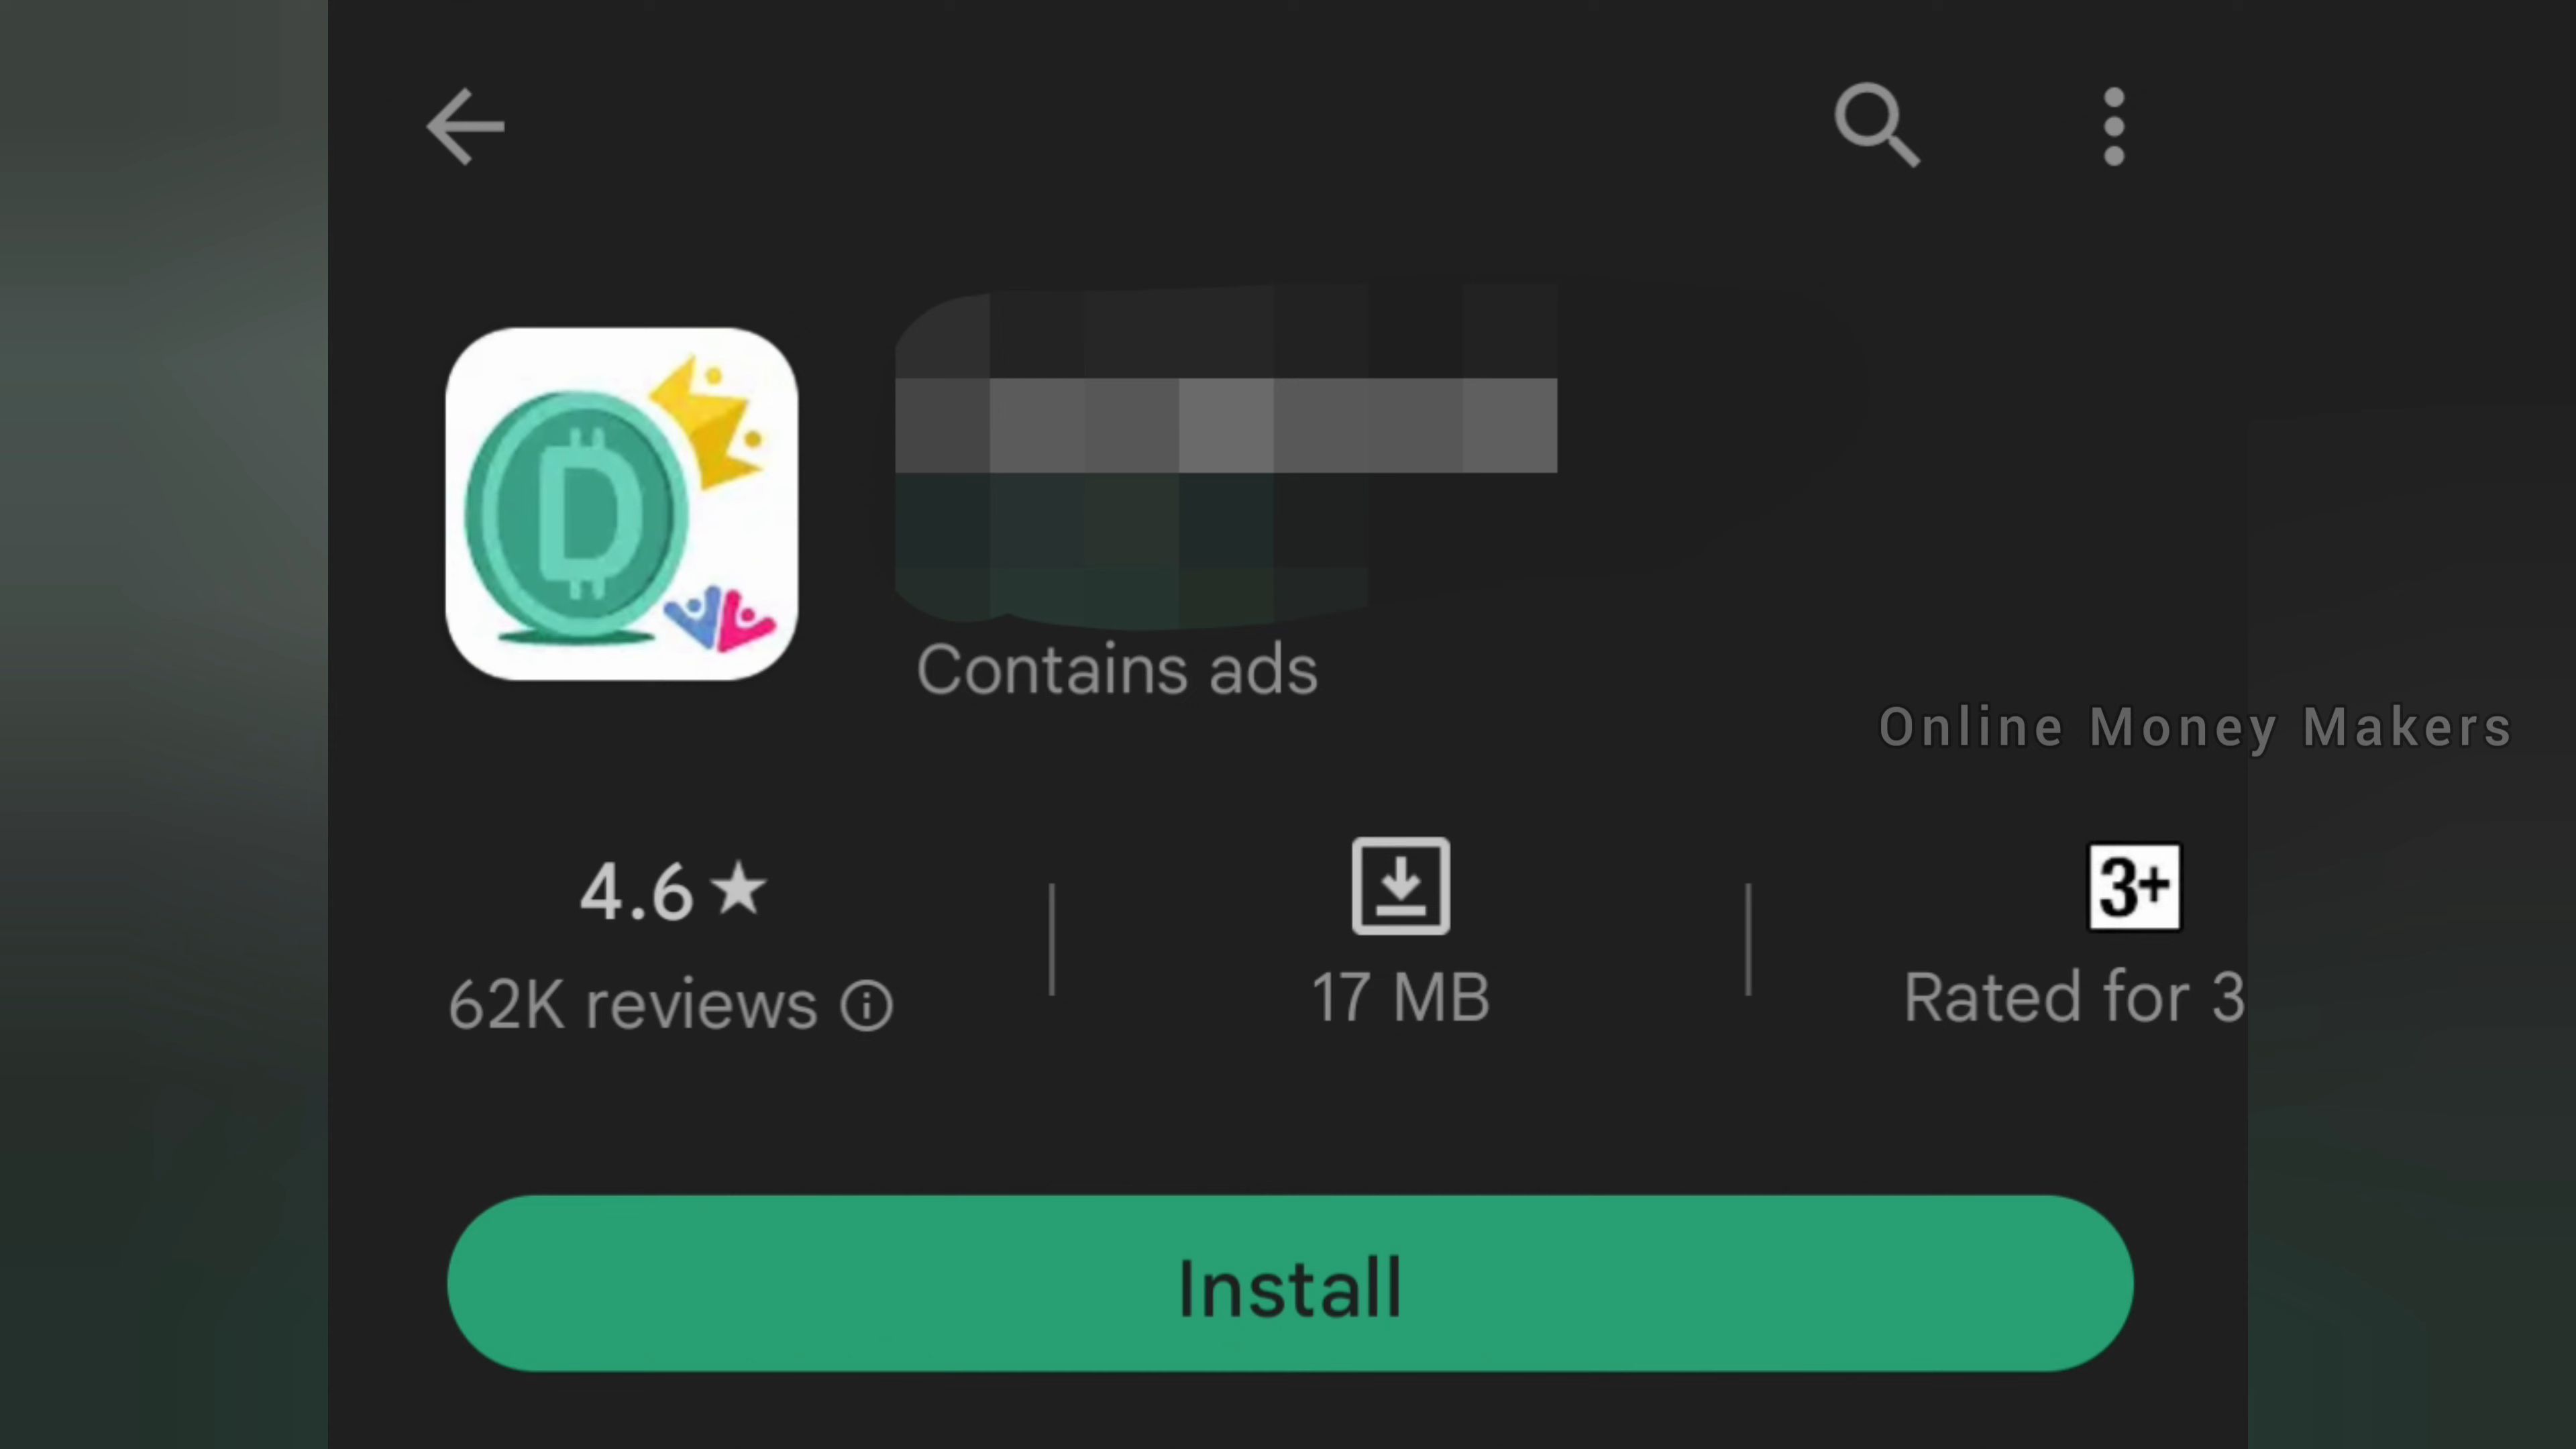 D
Contains ads
Online Money Makers
4.6★
62K reviews
17 MB
3+
Rated for 3
Install